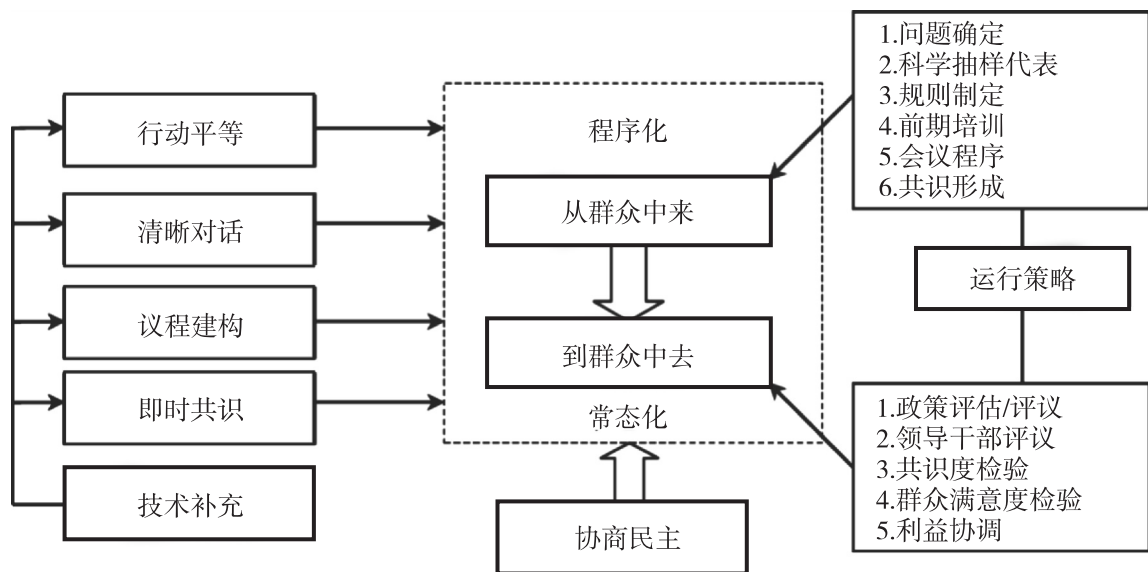 行动平等
清晰对话
议程建构
即时共识
技术补充
程序化
从群众中来
到群众中去
常态化
协商民主
1.问题确定
2.科学抽样代表
3.规则制定
4.前期培训
5.会议程序
6.共识形成
运行策略
1.政策评估/评议
2.领导干部评议
3.共识度检验
4.群众满意度检验
5.利益协调